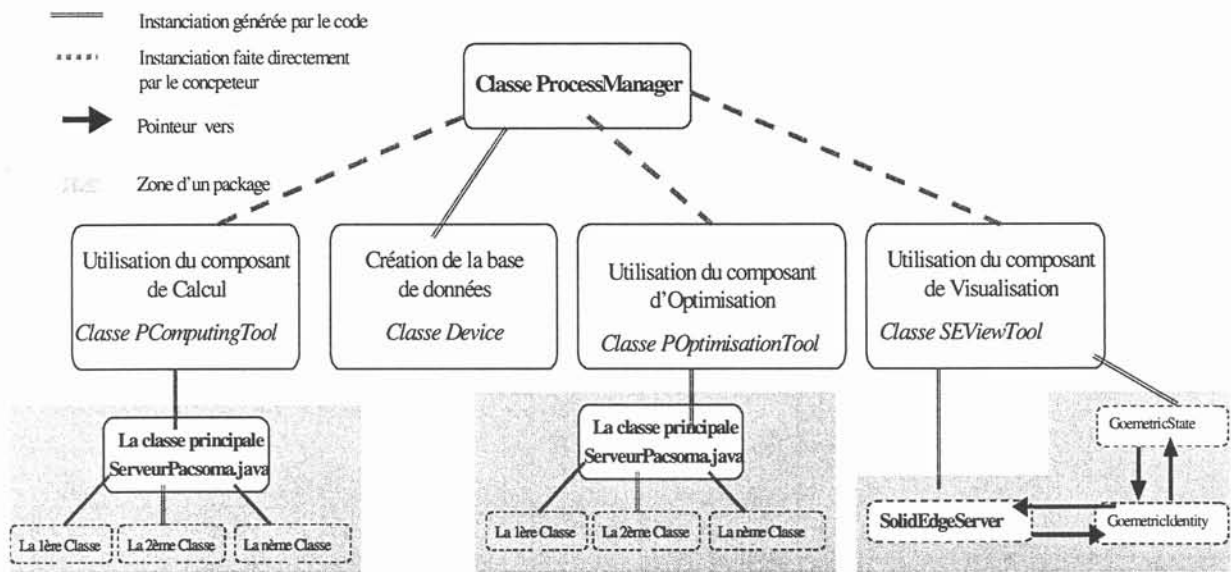 Instanciation générée par le code
Instanciation faite directement
par le concpeteur
Pointeur vers
Zone d'un package
Classe ProcessManager
Utilisation du composant
de Calcul
Classe PComputingTool
Création de la base
de données
Classe Device
Utilisation du composant
d'Optimisation
Classe POptimisationTool
Utilisation du composant
de Visualisation
Classe SEViewTool
La classe principale
ServeurPacsoma.java
La 1ère Classe
La 2ème Classe
La nème Classe
La classe principale
ServeurPacsoma.java
La 1ère Classe
La 2ème Classe
La nème Classe
GoemetricState
SolidEdgeServer
GoemetricIdentity